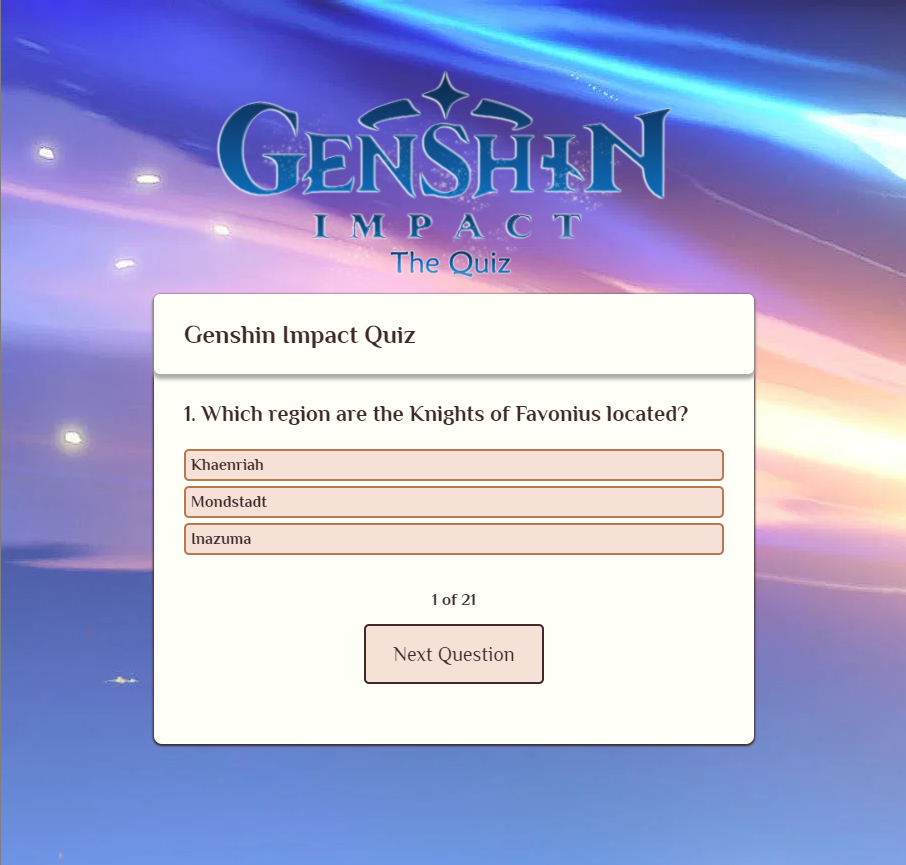 GENSHIN
IMPACT
The Quiz
Genshin Impact Quiz
1. Which region are the Knights of Favonius located?
Khaenriah
Mondstadt
Inazuma
1 of 21
Next Question